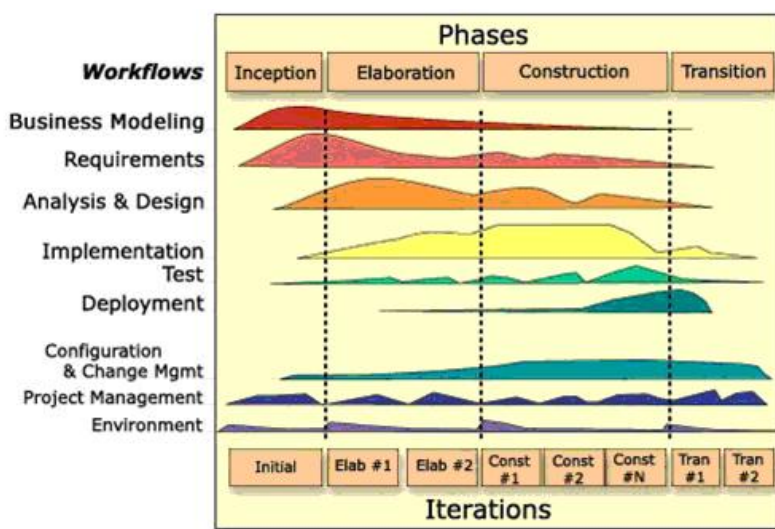 Phases
Workflows
Inception
Elaboration
Construction
Transition
Business Modeling
Requirements
Analysis & Design
Implementation
Test
Deployment
Configuration
& Change Mgmt
Project Management
Environment
Initial
Elab #1
Elab #2
Const
#1
Const
#2
Const
#N
Tran
#1
Tran
#2
Iterations